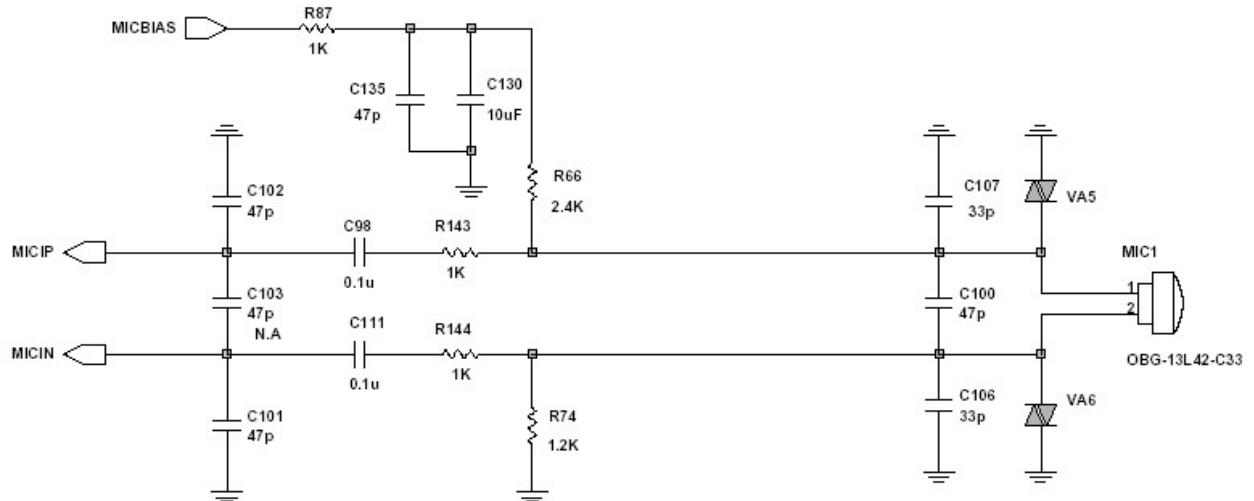 R87
MICBIAS
1K
C135
47p
C130
10uF
R66
2.4K
C102
47p
C107
33p
VA5
C98
R143
MICIP
0.1u
1K
MIC1
1
2
C103
47p
N.A
C100
47p
C111
R144
MICIN
0.1u
1K
OBG-13L42-C33
C101
47p
R74
1.2K
C106
33p
VA6